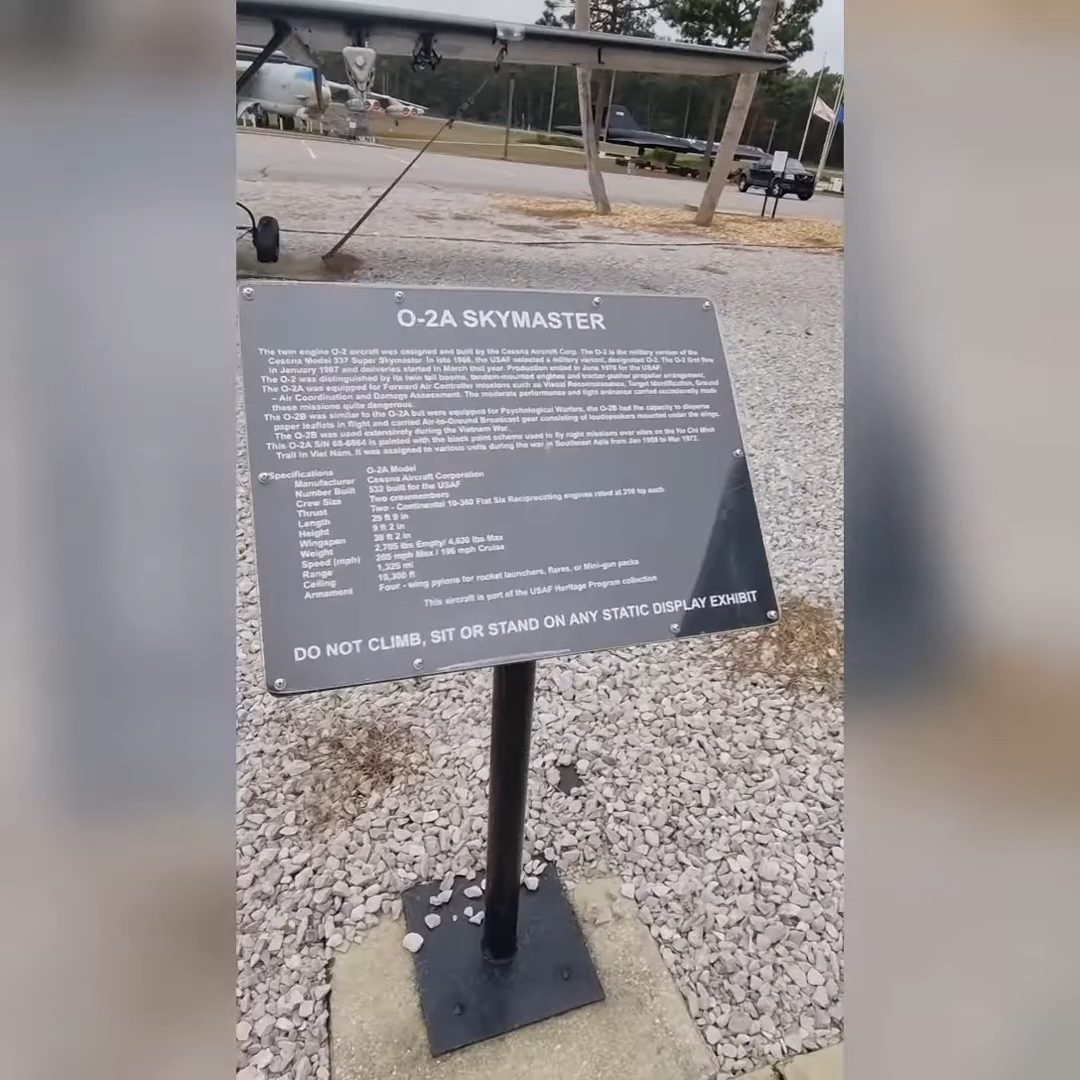 O-2A SKYMASTER
The twin engine O-2 aircraft was designed and built by the Cessna Aircraft Corp. The O-2 is the military version of the
Cessna Model 337 Super Skymaster. In late 1966, the USAF selected a military variant, designated O-2. The O-2 first flew
in January 1967 and deliveries started in March that year. Production ended in June 1970 for the USAF.
The O-2 was distinguished by its twin tail booms, tandem-mounted engines and tractor-pusher propeller arrangement.
The O-2A was equipped for Forward Air Controller missions such as Visual Reconnaissance, Target Identification, Ground
– Air Coordination and Damage Assessment. The moderate performance and light ordnance carried occasionally made
these missions quite dangerous.
The O-2B was similar to the O-2A but were equipped for Psychological Warfare, the O-2B had the capacity to disperse
paper leaflets in flight and carried Air-to-Ground Broadcast gear consisting of loudspeakers mounted under the wings.
The O-2B was used extensively during the Vietnam War.
This O-2A S/N 68-6864 is painted with the black paint scheme used to fly night missions over sites on the Ho Chi Minh
Trail in Viet Nam. It was assigned to various units during the war in Southeast Asia from Jan 1959 to Mar 1972.
Specifications O-2A Model
Manufacturer Cessna Aircraft Corporation
Number Built 532 built for the USAF
Crew Size Two crewmembers
Thrust Two - Continental 10-360 Flat Six Reciprocating engines rated at 210 hp each
Length 29 ft 9 in
Height 9 ft 2 in
Wingspan 38 ft 2 in
Weight 2,705 lbs Empty/ 4,630 lbs Max
Speed (mph) 205 mph Max / 196 mph Cruise
Range 1,325 mi
Ceiling 19,300 ft
Armament Four - wing pylons for rocket launchers, flares, or Mini-gun packs
This aircraft is part of the USAF Heritage Program collection
DO NOT CLIMB, SIT OR STAND ON ANY STATIC DISPLAY EXHIBIT